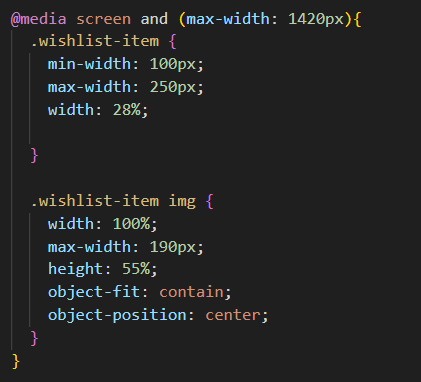 @media screen and (max-width: 1420px){
  .wishlist-item {
    min-width: 100px;
    max-width: 250px;
    width: 28%;

  }

  .wishlist-item img {
    width: 100%;
    max-width: 190px;
    height: 55%;
    object-fit: contain;
    object-position: center;
  }
}